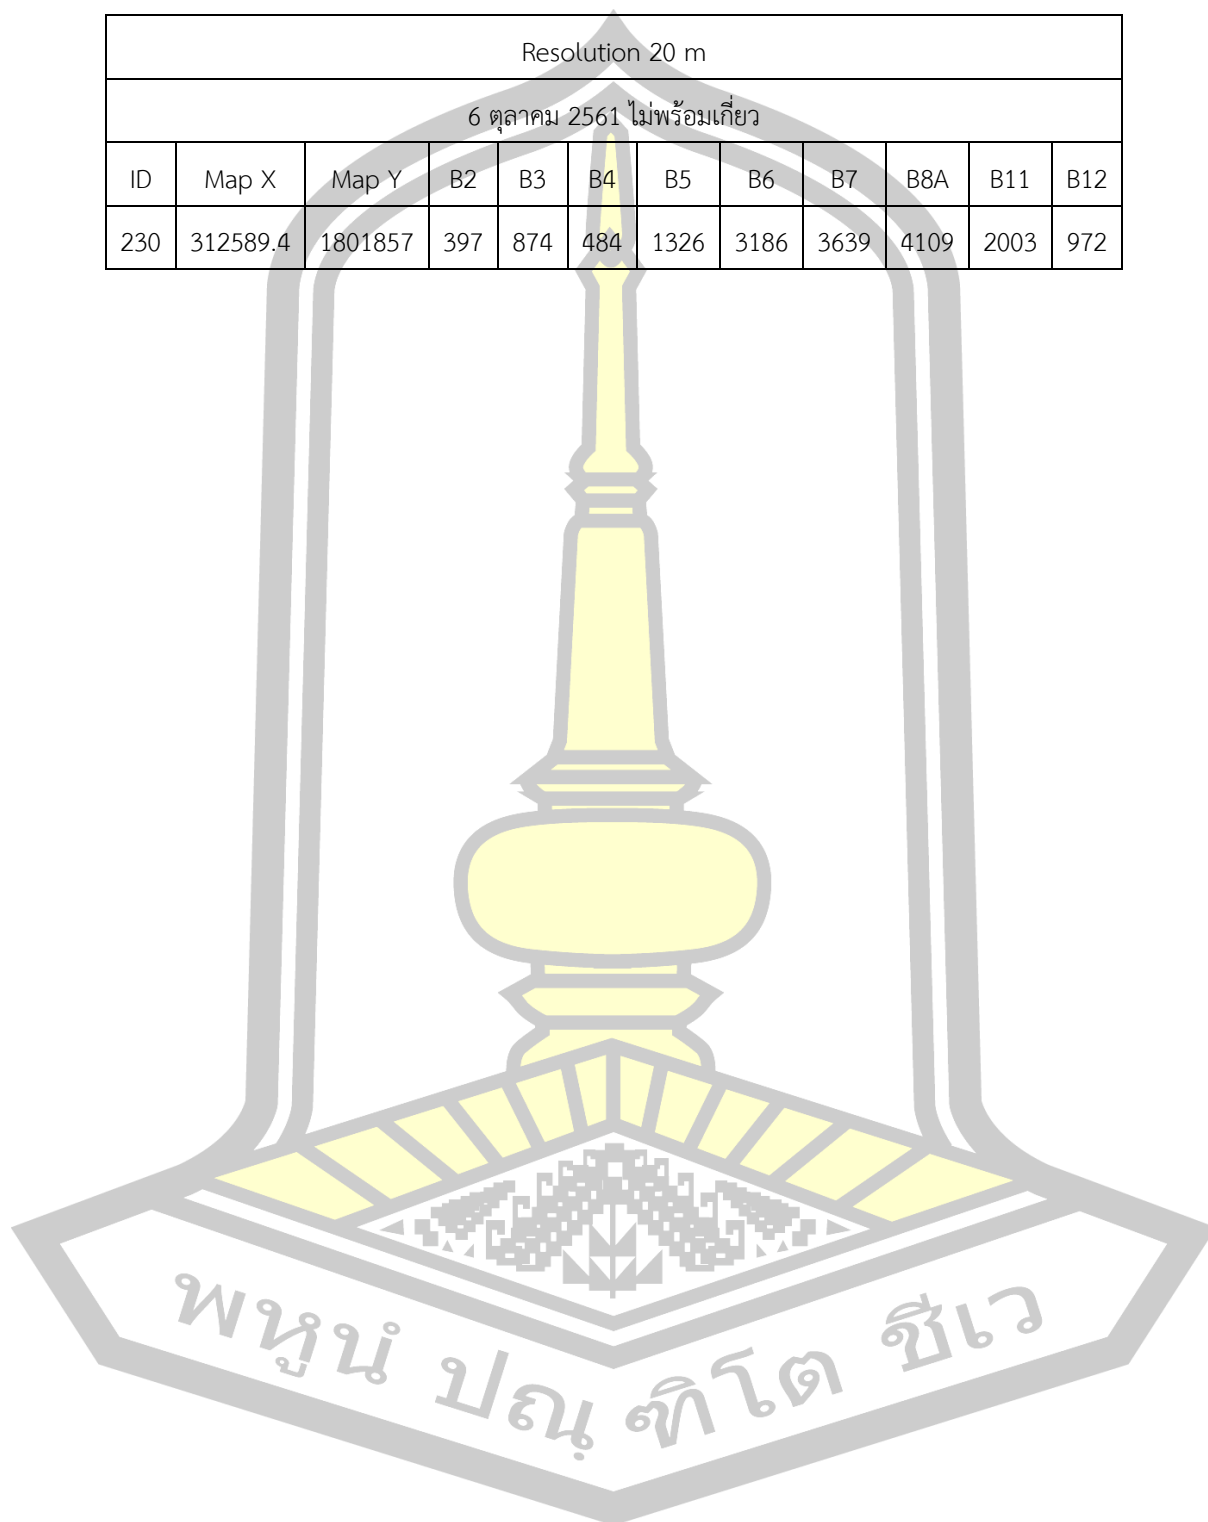 Resolution 20 m
6 ตุลาคม 2561 ไม่พร้อมเกี่ยว
ID Map X Map Y B2 B3 B4 B5 B6 B7 B8A B11 B12
230 312589.4 1801857 397 874 484 1326 3186 3639 4109 2003 972
พหูนํ ปณฺฑิโต ชีเว